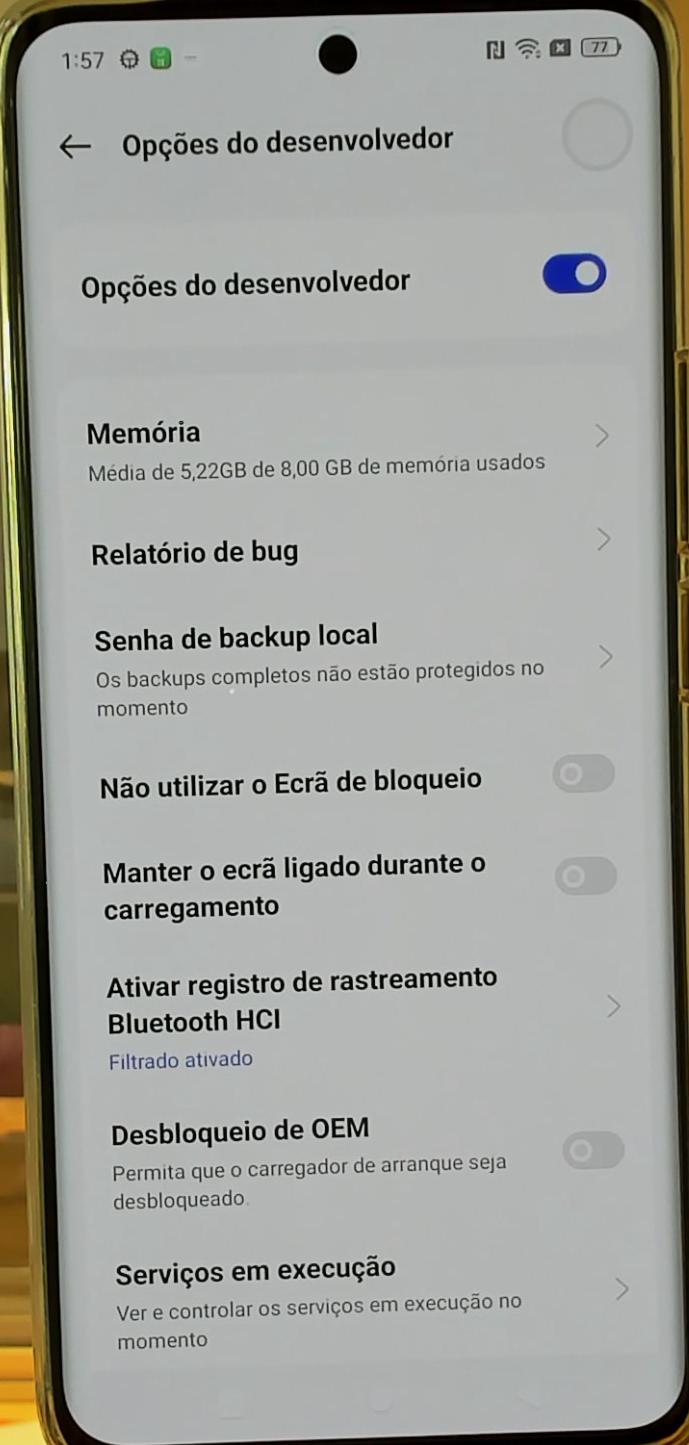 1:57
77
Opções do desenvolvedor
Opções do desenvolvedor
Memória
Média de 5,22GB de 8,00 GB de memória usados
Relatório de bug
Senha de backup local
Os backups completos não estão protegidos no
momento
Não utilizar o Ecrã de bloqueio
Manter o ecrã ligado durante o
carregamento
Ativar registro de rastreamento
Bluetooth HCI
Filtrado ativado
Desbloqueio de OEM
Permita que o carregador de arranque seja
desbloqueado.
Serviços em execução
Ver e controlar os serviços em execução no
momento